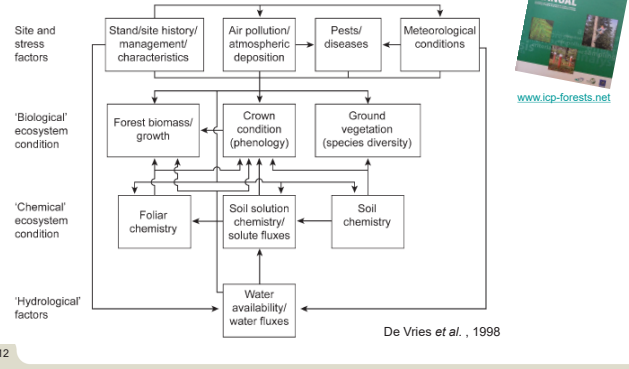 Site and
stress
factors
Stand/site history/
management/
characteristics
Air pollution/
atmospheric
deposition
Pests/
diseases
Meteorological
conditions
MANUAL
www.icp-forests.net
'Biological'
ecosystem
condition
Forest biomass/
growth
Crown
condition
(phenology)
Ground
vegetation
(species diversity)
'Chemical'
ecosystem
condition
Foliar
chemistry
Soil solution
chemistry/
solute fluxes
Soil
chemistry
'Hydrological'
factors
Water
availability/
water fluxes
De Vries et al. , 1998
12